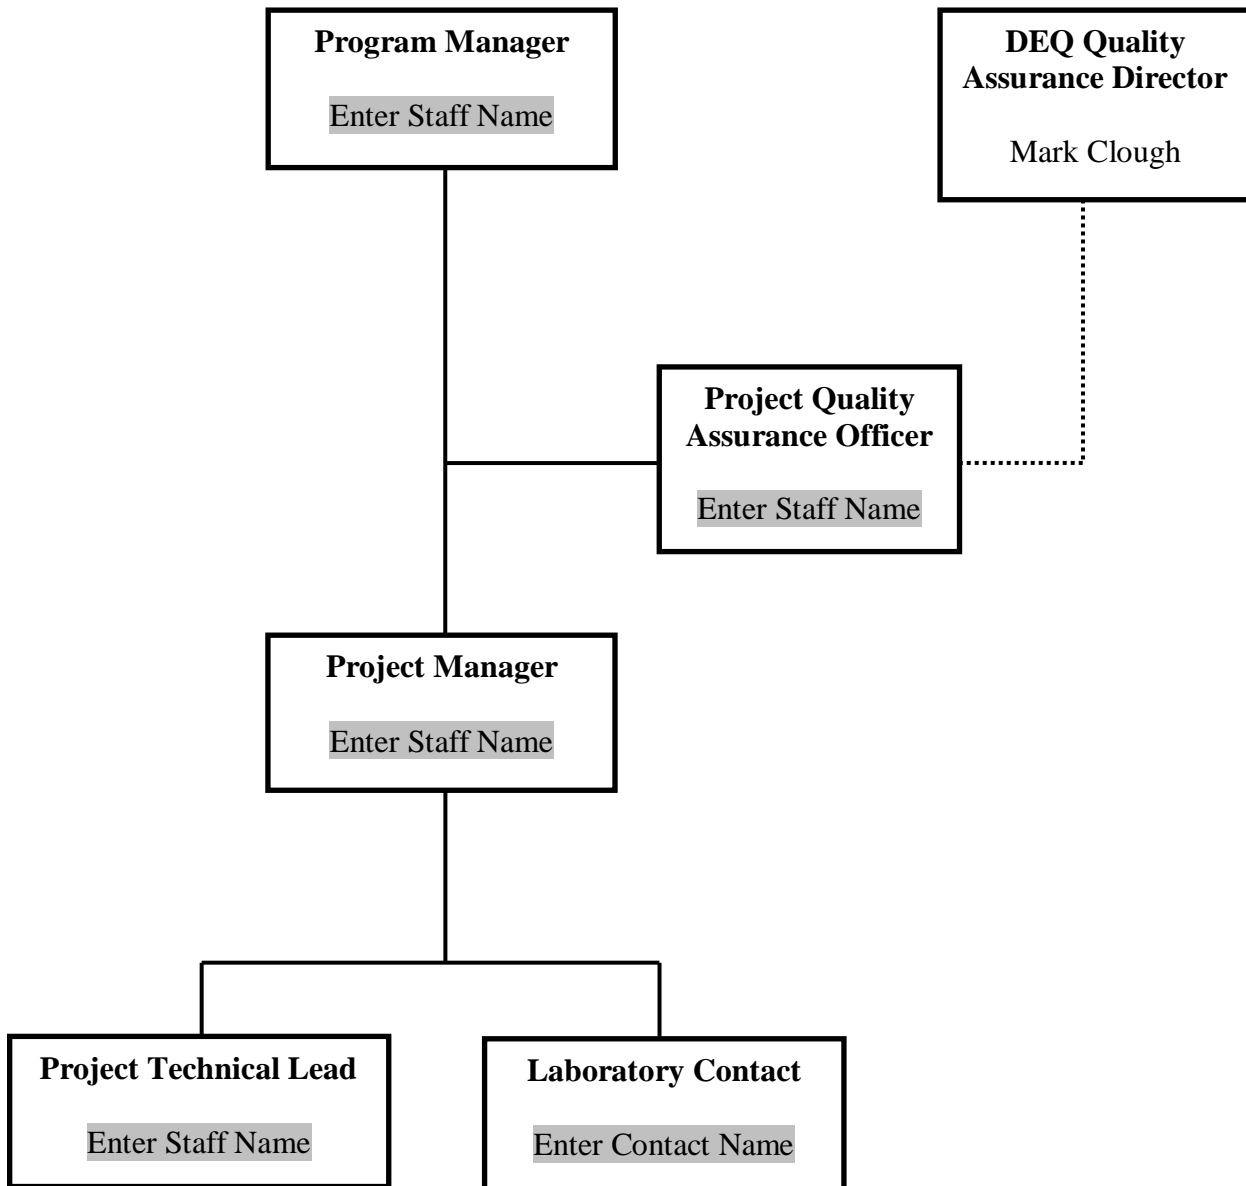 Program Manager
Enter Staff Name
DEQ Quality
Assurance Director
Mark Clough
Project Quality
Assurance Officer
Enter Staff Name
Project Manager
Enter Staff Name
Project Technical Lead
Enter Staff Name
Laboratory Contact
Enter Contact Name